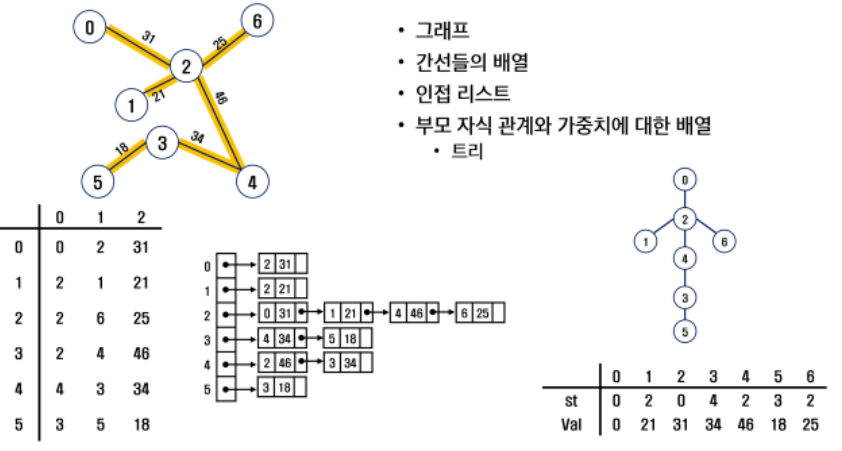 0
6
31
25
2
1
21
46
3
34
18
5
4
• 그래프
• 간선들의 배열
• 인접 리스트
• 부모 자식 관계와 가중치에 대한 배열
• 트리
0 1 2
0 0 2 31
1 2 1 21
2 2 6 25
3 2 4 46
4 4 3 34
5 3 5 18
0 2 31
1 2 21
2 0 31 1 21 4 46 6 25
3 4 34 5 18
4 2 46 3 34
5 3 18
0
2
1 6
4
3
5
0 1 2 3 4 5 6
st 0 2 0 4 2 3 2
Val 0 21 31 34 46 18 25